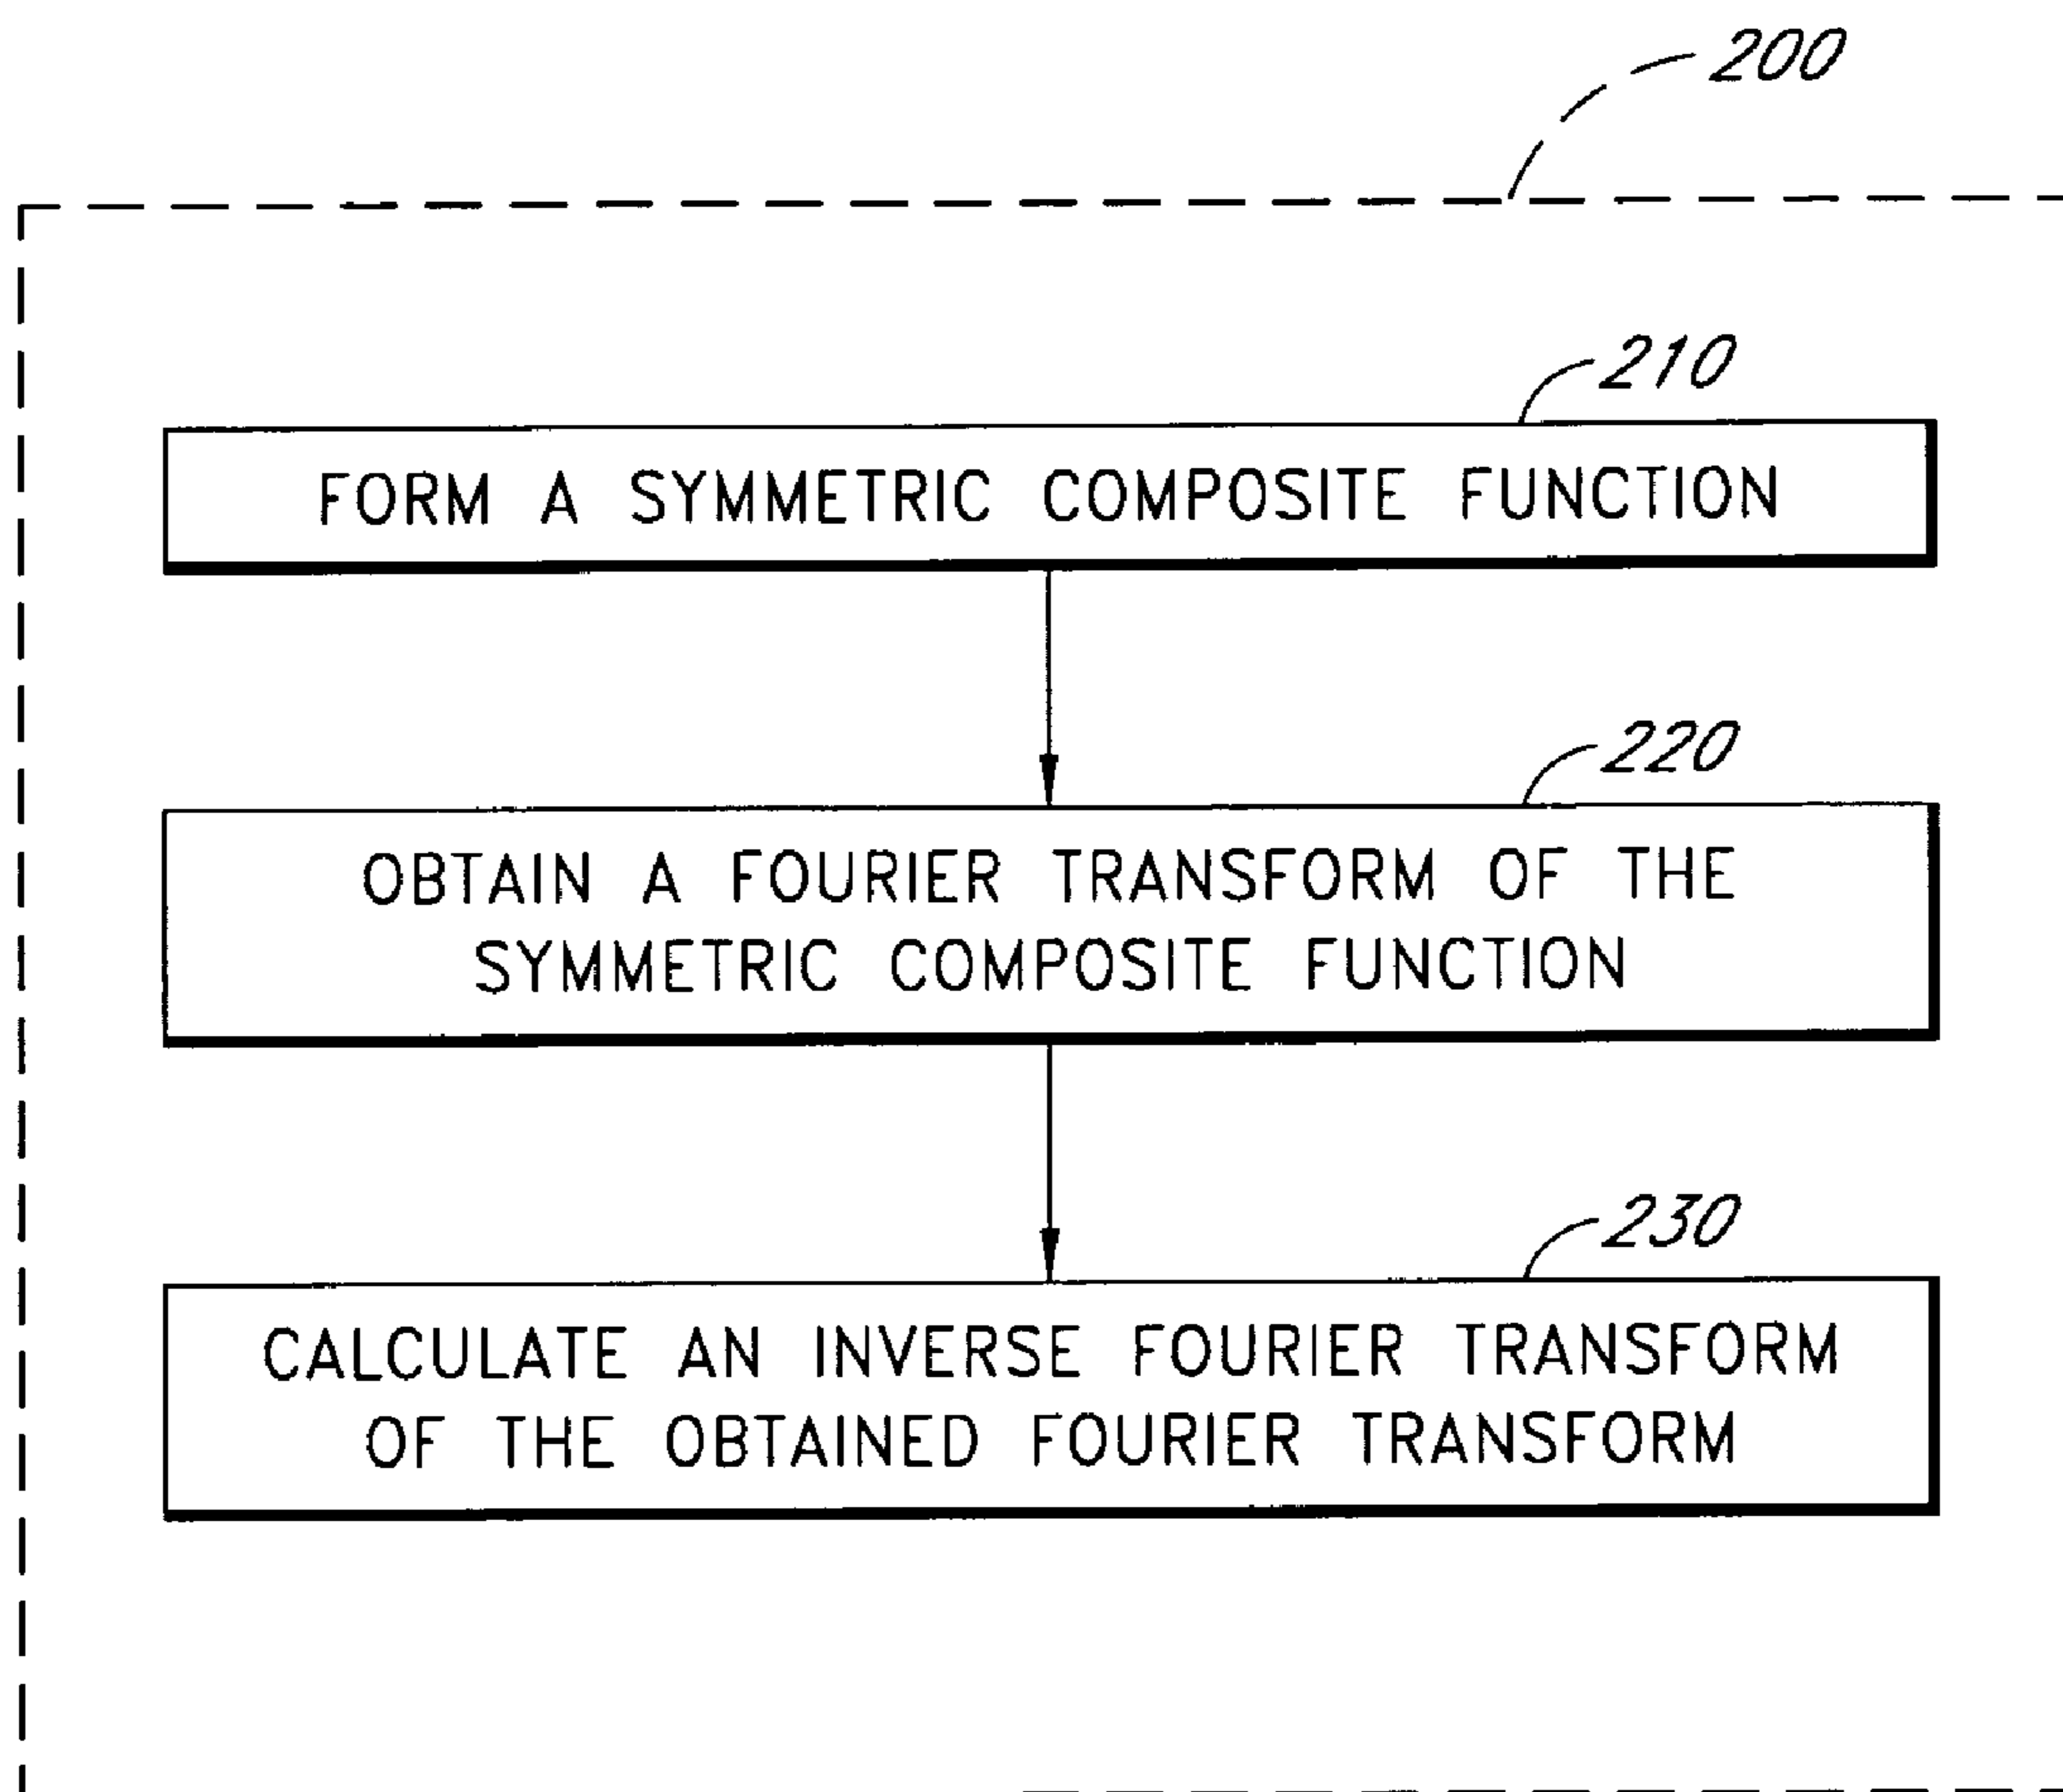 200
210
FORM A SYMMETRIC COMPOSITE FUNCTION
220
OBTAIN A FOURIER TRANSFORM OF THE
SYMMETRIC COMPOSITE FUNCTION
230
CALCULATE AN INVERSE FOURIER TRANSFORM
OF THE OBTAINED FOURIER TRANSFORM